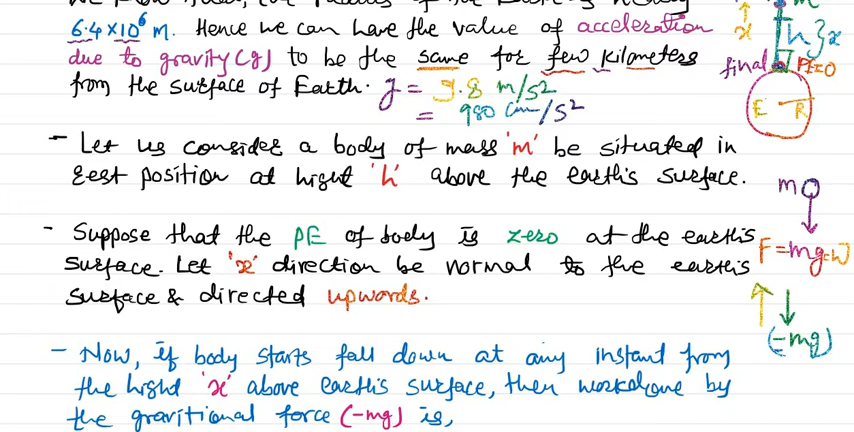 6.4×10⁶ m. Hence we can have the value of acceleration
due to gravity (g) to be the same for few kilometers
from the surface of Earth. g = 9.8 m/s²
= 980 cm/s²
x
h } x
final
PE=0
E R
- Let us consider a body of mass 'm' be situated in
rest position at hight 'h' above the earth's surface.
m
- Suppose that the PE of body is zero at the earth's
surface. Let 'x' direction be normal to the earth's
surface & directed upwards.
F = mg = W
(-mg)
- Now, if body starts fall down at any instant from
the hight 'x' above earth's surface, then workdone by
the gravitional force (-mg) is,